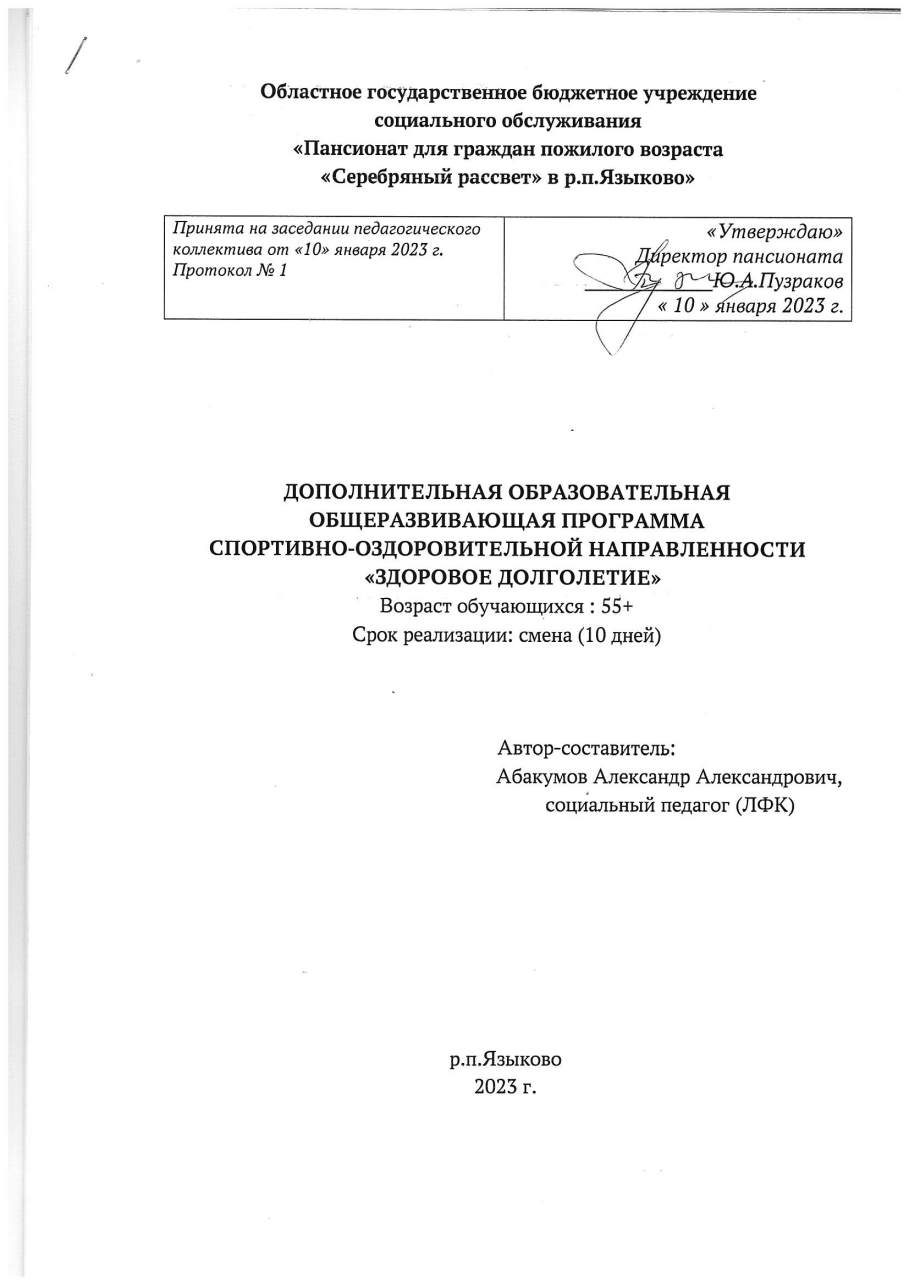 Областное государственное бюджетное учреждение
социального обслуживания
«Пансионат для граждан пожилого возраста
«Серебряный рассвет» в р.п.Языково»
Принята на заседании педагогического
коллектива от «10» января 2023 г.
Протокол № 1
«Утверждаю»
Директор пансионата
Ю.А.Пузраков
« 10 » января 2023 г.
ДОПОЛНИТЕЛЬНАЯ ОБРАЗОВАТЕЛЬНАЯ
ОБЩЕРАЗВИВАЮЩАЯ ПРОГРАММА
СПОРТИВНО-ОЗДОРОВИТЕЛЬНОЙ НАПРАВЛЕННОСТИ
«ЗДОРОВОЕ ДОЛГОЛЕТИЕ»
Возраст обучающихся : 55+
Срок реализации: смена (10 дней)
Автор-составитель:
Абакумов Александр Александрович,
социальный педагог (ЛФК)
р.п.Языково
2023 г.